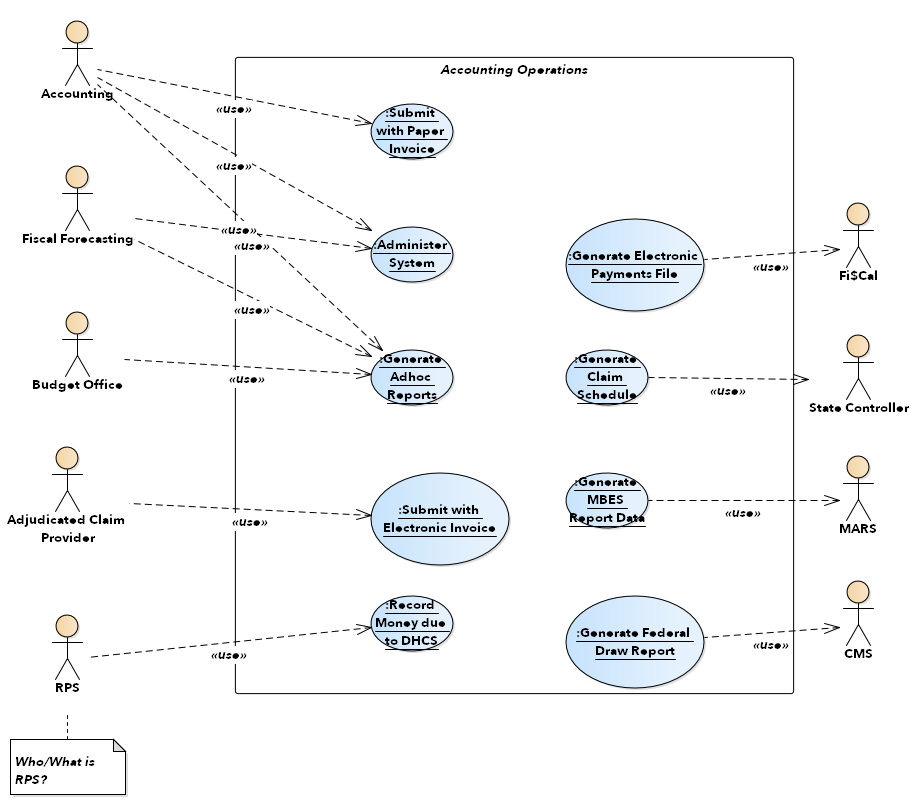 Accounting Operations
Accounting
«use»
:Submit
with Paper
Invoice
«use»
Fiscal Forecasting
«use»
«use»
:Administer
System
:Generate Electronic
Payments File
«use»
Fi$Cal
«use»
Budget Office
«use»
:Generate
Adhoc
Reports
:Generate
Claim
Schedule
«use»
State Controller
Adjudicated Claim
Provider
«use»
:Submit with
Electronic Invoice
:Generate
MBES
Report Data
«use»
MARS
RPS
«use»
:Record
Money due
to DHCS
:Generate Federal
Draw Report
«use»
CMS
Who/What is
RPS?